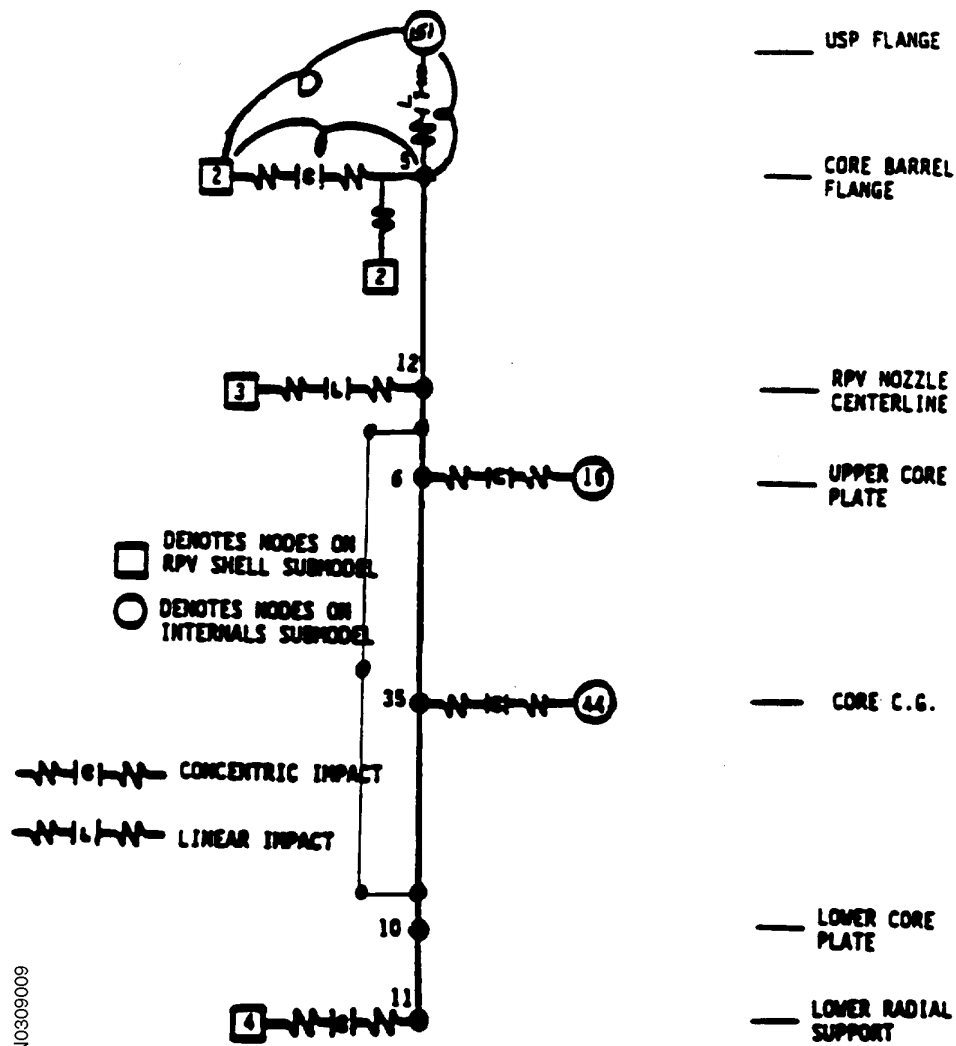 151
USP FLANGE
L
5
2
C
CORE BARREL
FLANGE
2
12
3
L
RPV NOZZLE
CENTERLINE
6
C
16
UPPER CORE
PLATE
DENOTES NODES ON
RPV SHELL SUBMODEL
DENOTES NODES ON
INTERNALS SUBMODEL
35
C
44
CORE C.G.
C
CONCENTRIC IMPACT
L
LINEAR IMPACT
10
LOWER CORE
PLATE
11
4
C
LOWER RADIAL
SUPPORT